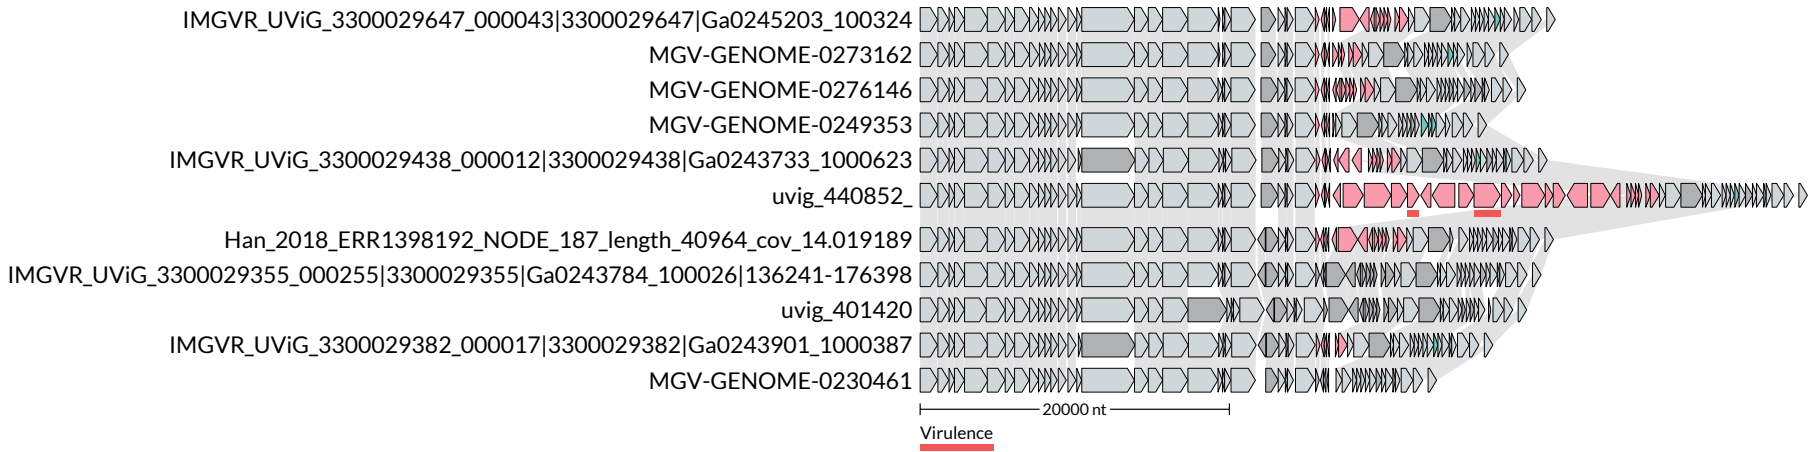 IMGVR_UViG_3300029647_000043|3300029647|Ga0245203_100324
MGV-GENOME-0273162
MGV-GENOME-0276146
MGV-GENOME-0249353
IMGVR_UViG_3300029438_000012|3300029438|Ga0243733_1000623
uvig_440852_
Han_2018_ERR1398192_NODE_187_length_40964_cov_14.019189
IMGVR_UViG_3300029355_000255|3300029355|Ga0243784_100026|136241-176398
uvig_401420
IMGVR_UViG_3300029382_000017|3300029382|Ga0243901_1000387
MGV-GENOME-0230461
20000 nt
Virulence